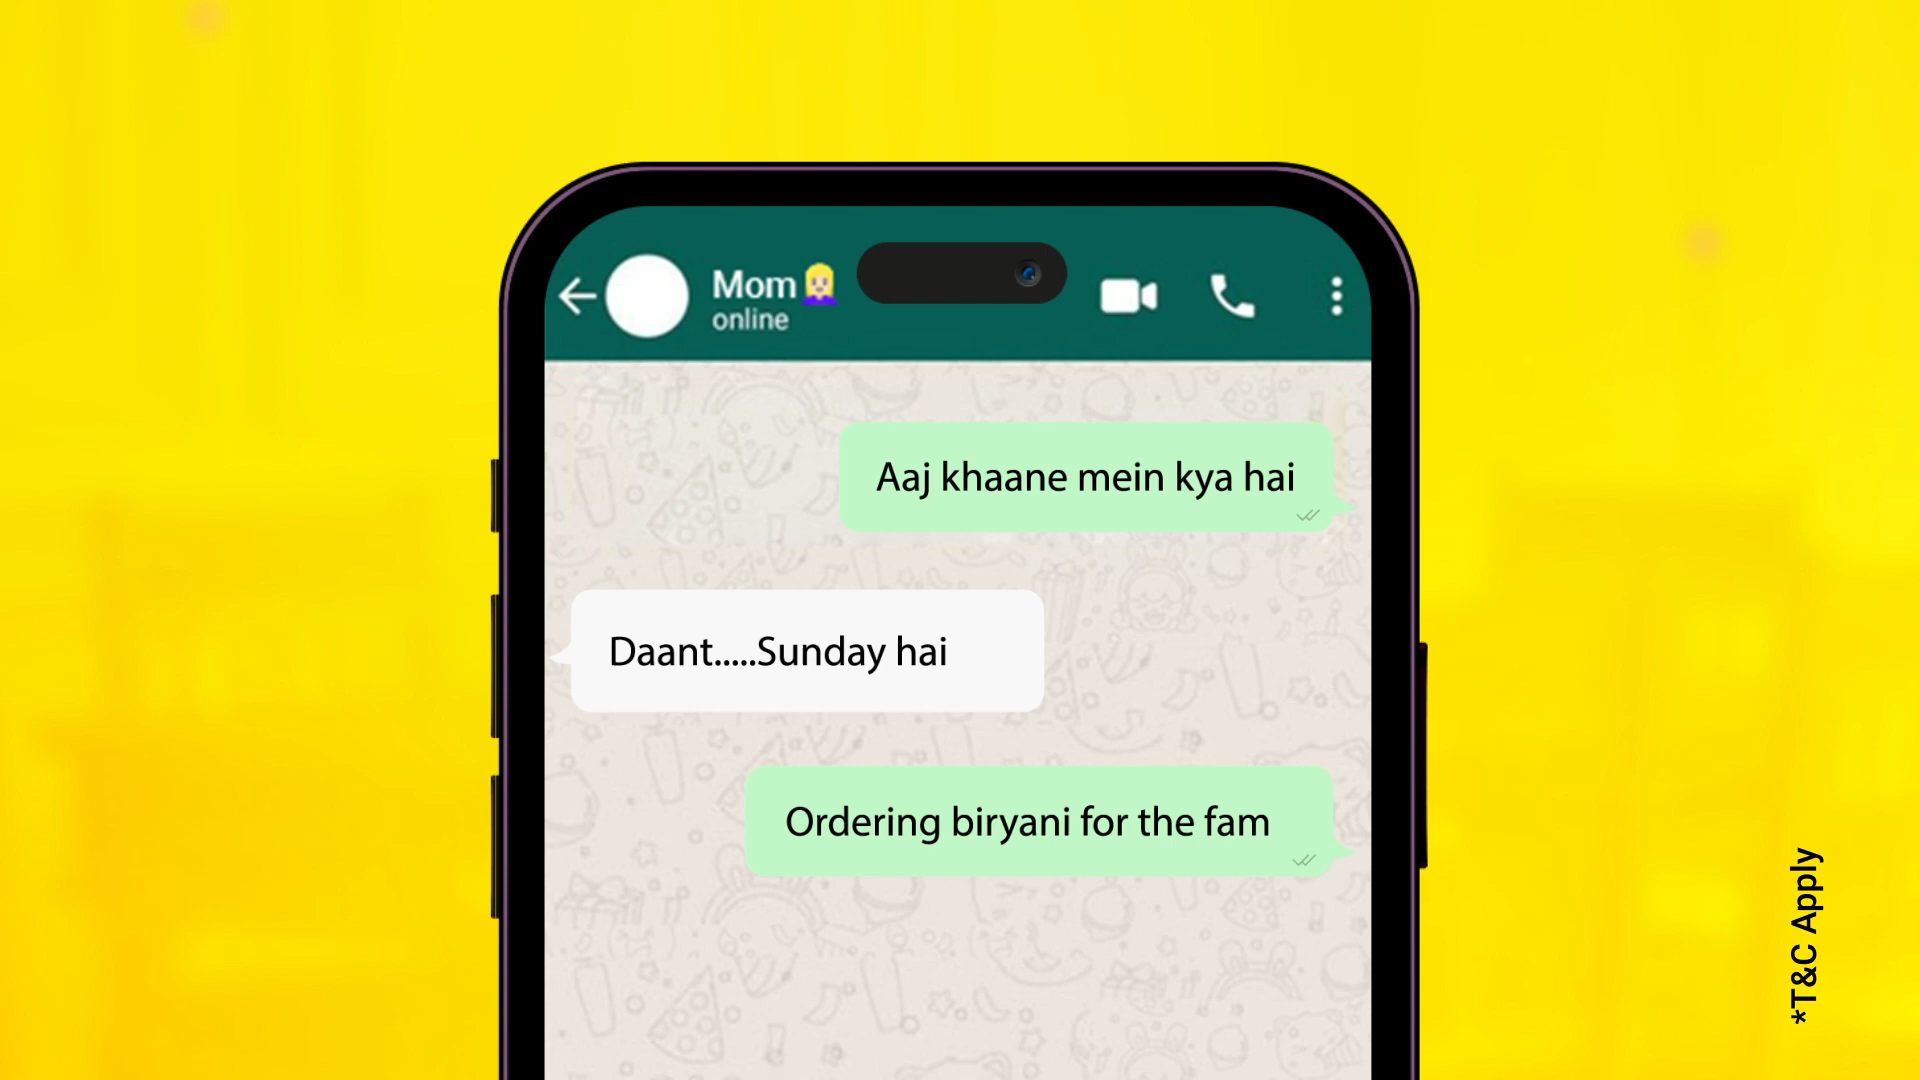 Mom
online
Aaj khaane mein kya hai
Daant.....Sunday hai
Ordering biryani for the fam
*T&C Apply